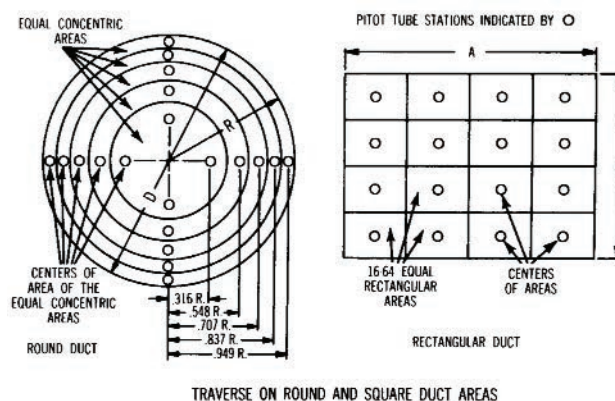 EQUAL CONCENTRIC
AREAS
PITOT TUBE STATIONS INDICATED BY
A
R
D
CENTERS OF
AREA OF THE
EQUAL CONCENTRIC
AREAS
ROUND DUCT
.316 R.
.548 R.
.707 R.
.837 R.
.949 R.
16-64 EQUAL
RECTANGULAR
AREAS
CENTERS
OF AREAS
RECTANGULAR DUCT
TRAVERSE ON ROUND AND SQUARE DUCT AREAS